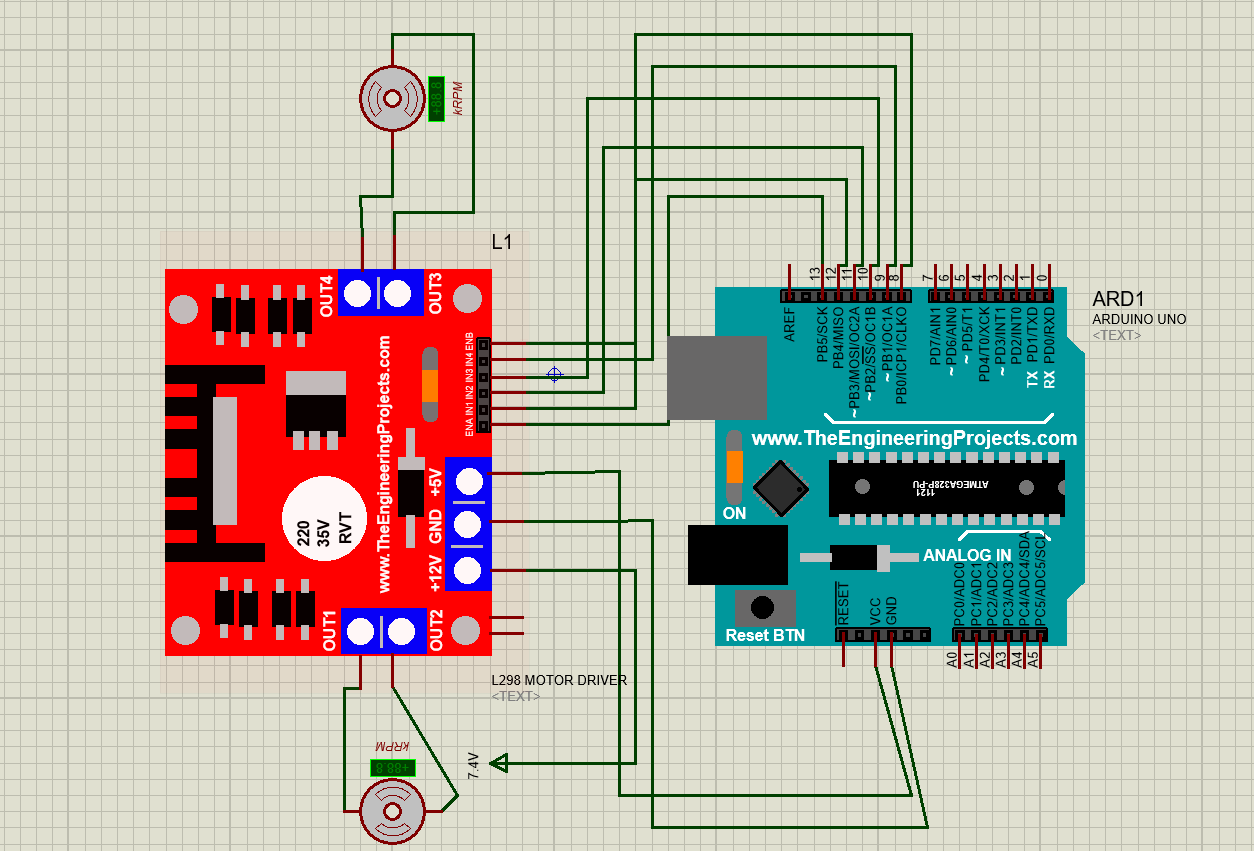 kRPM
+88.8
L1
OUT4
OUT3
ENA IN1 IN2 IN3 IN4 ENB
www.TheEngineeringProjects.com
220
35V
RVT
+5V
GND
+12V
OUT1
OUT2
L298 MOTOR DRIVER
<TEXT>
kRPM
+88.8
7.4V
ARD1
ARDUINO UNO
<TEXT>
13
12
11
10
9
8
7
6
5
4
3
2
1
0
AREF
PB5/SCK
PB4/MISO
~PB3/MOSI/OC2A
~PB2/SS/OC1B
~PB1/OC1A
PB0/ICP1/CLKO
PD7/AIN1
~PD6/AIN0
~PD5/T1
PD4/T0/XCK
~PD3/INT1
PD2/INT0
TX PD1/TXD
RX PD0/RXD
www.TheEngineeringProjects.com
ATMEGA328P-PU
1121
ON
ANALOG IN
Reset BTN
RESET
VCC
GND
PC0/ADC0
PC1/ADC1
PC2/ADC2
PC3/ADC3
PC4/ADC4/SDA
PC5/ADC5/SCL
A0
A1
A2
A3
A4
A5